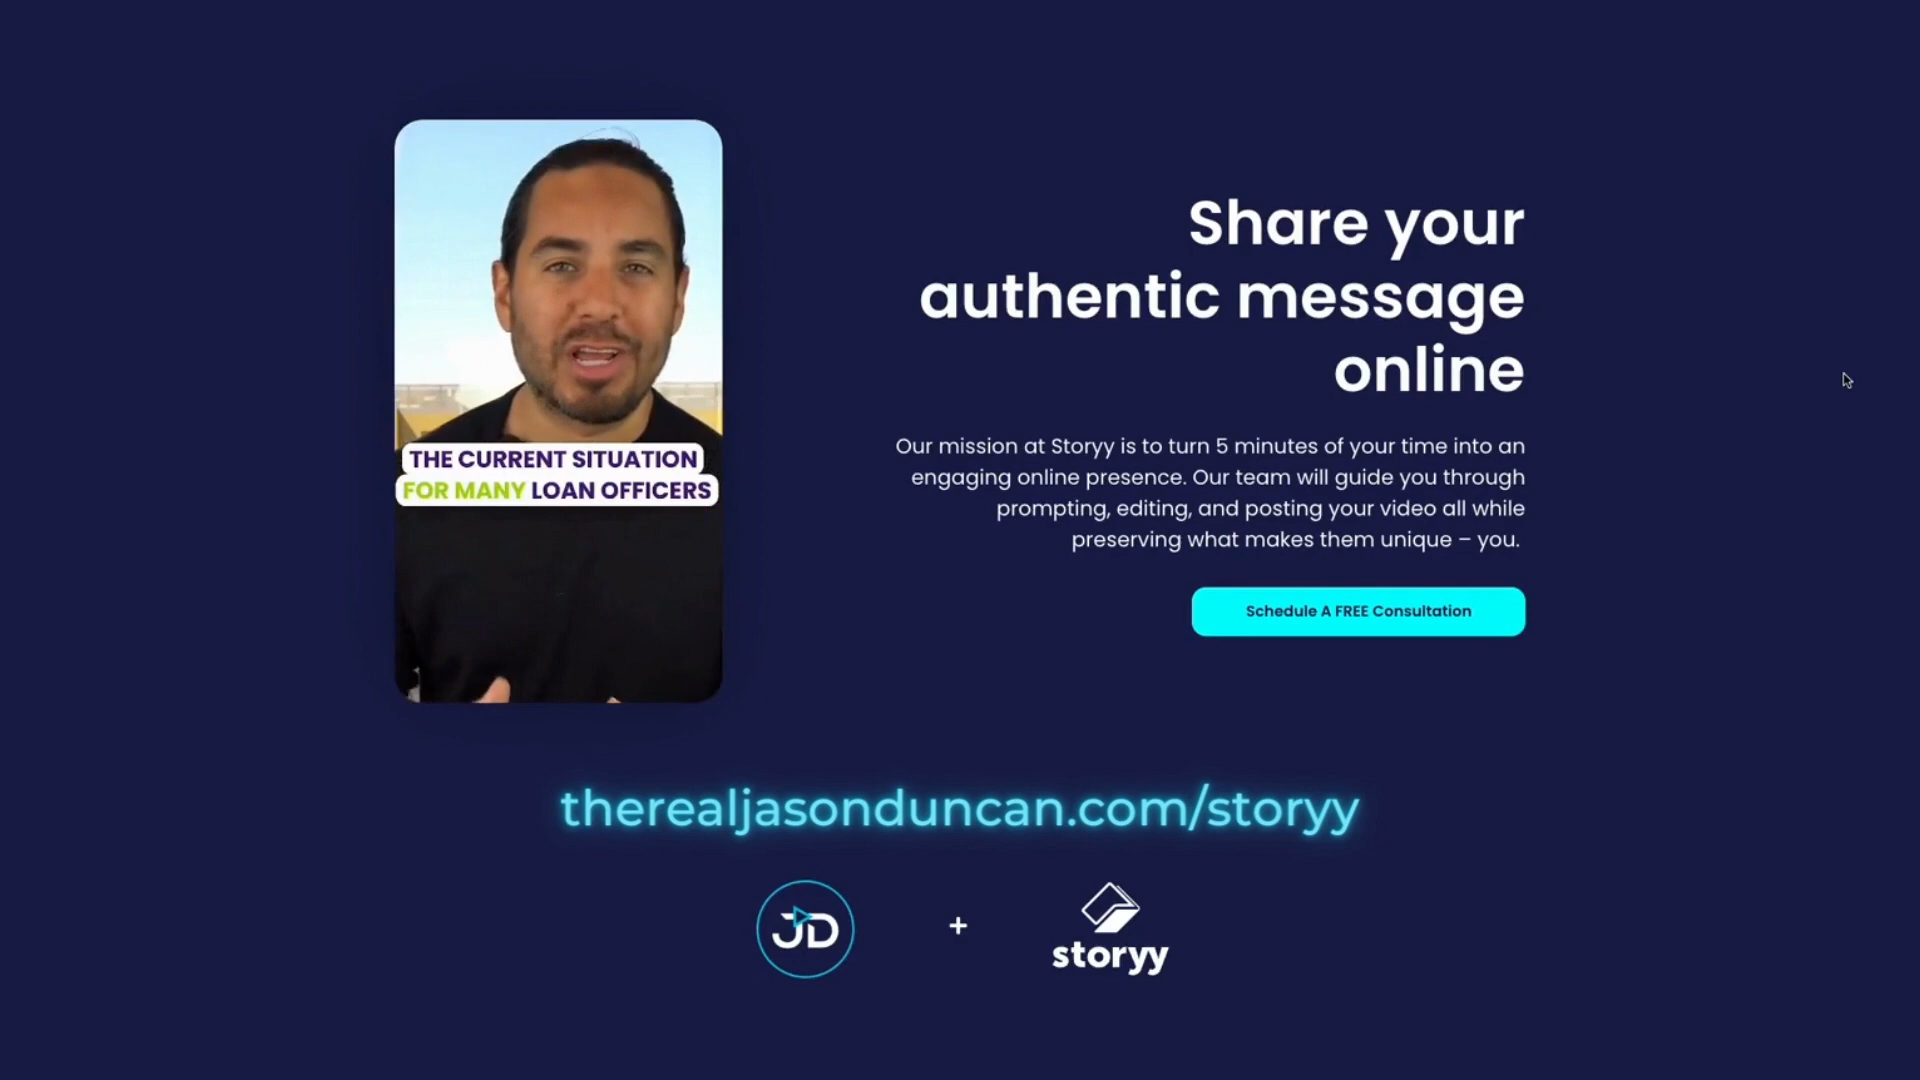 THE CURRENT SITUATION
FOR MANY LOAN OFFICERS
Share your
authentic message
online
Our mission at Storyy is to turn 5 minutes of your time into an
engaging online presence. Our team will guide you through
prompting, editing, and posting your video all while
preserving what makes them unique – you.
Schedule A FREE Consultation
therealjasonduncan.com/storyy
JD
+
storyy